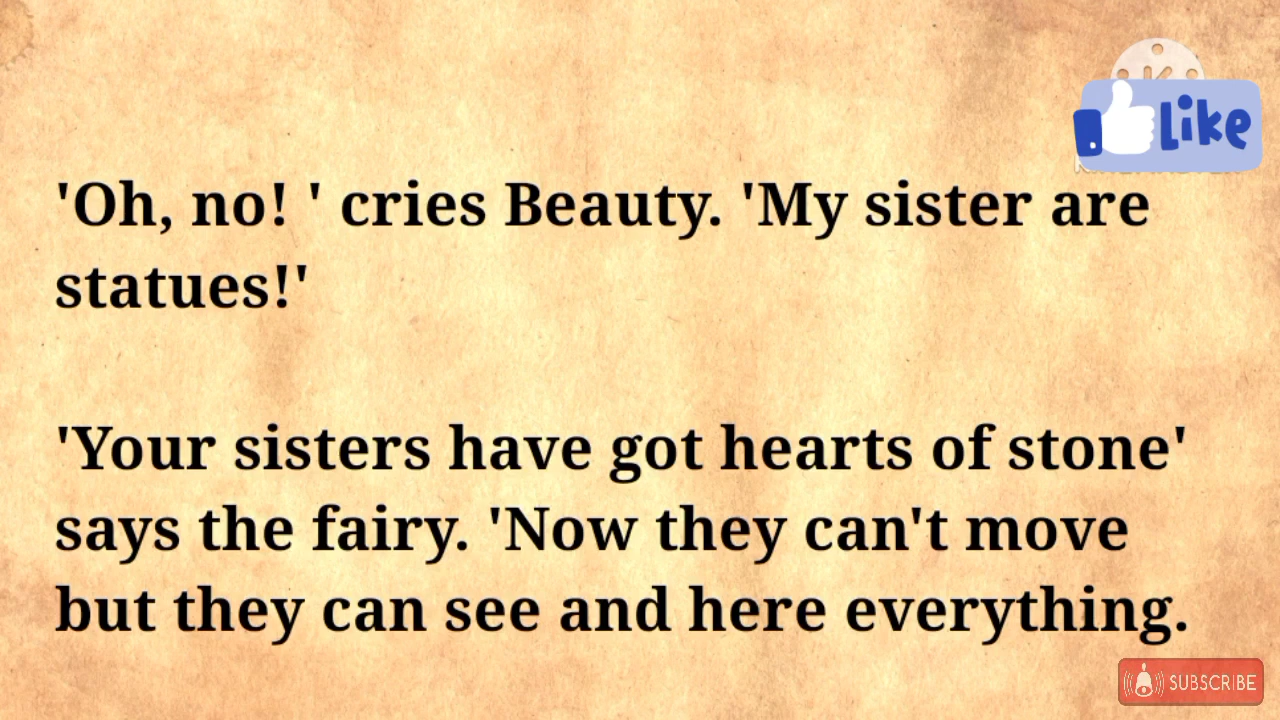 Like
'Oh, no! ' cries Beauty. 'My sister are
statues!'
'Your sisters have got hearts of stone'
says the fairy. 'Now they can't move
but they can see and here everything.
SUBSCRIBE